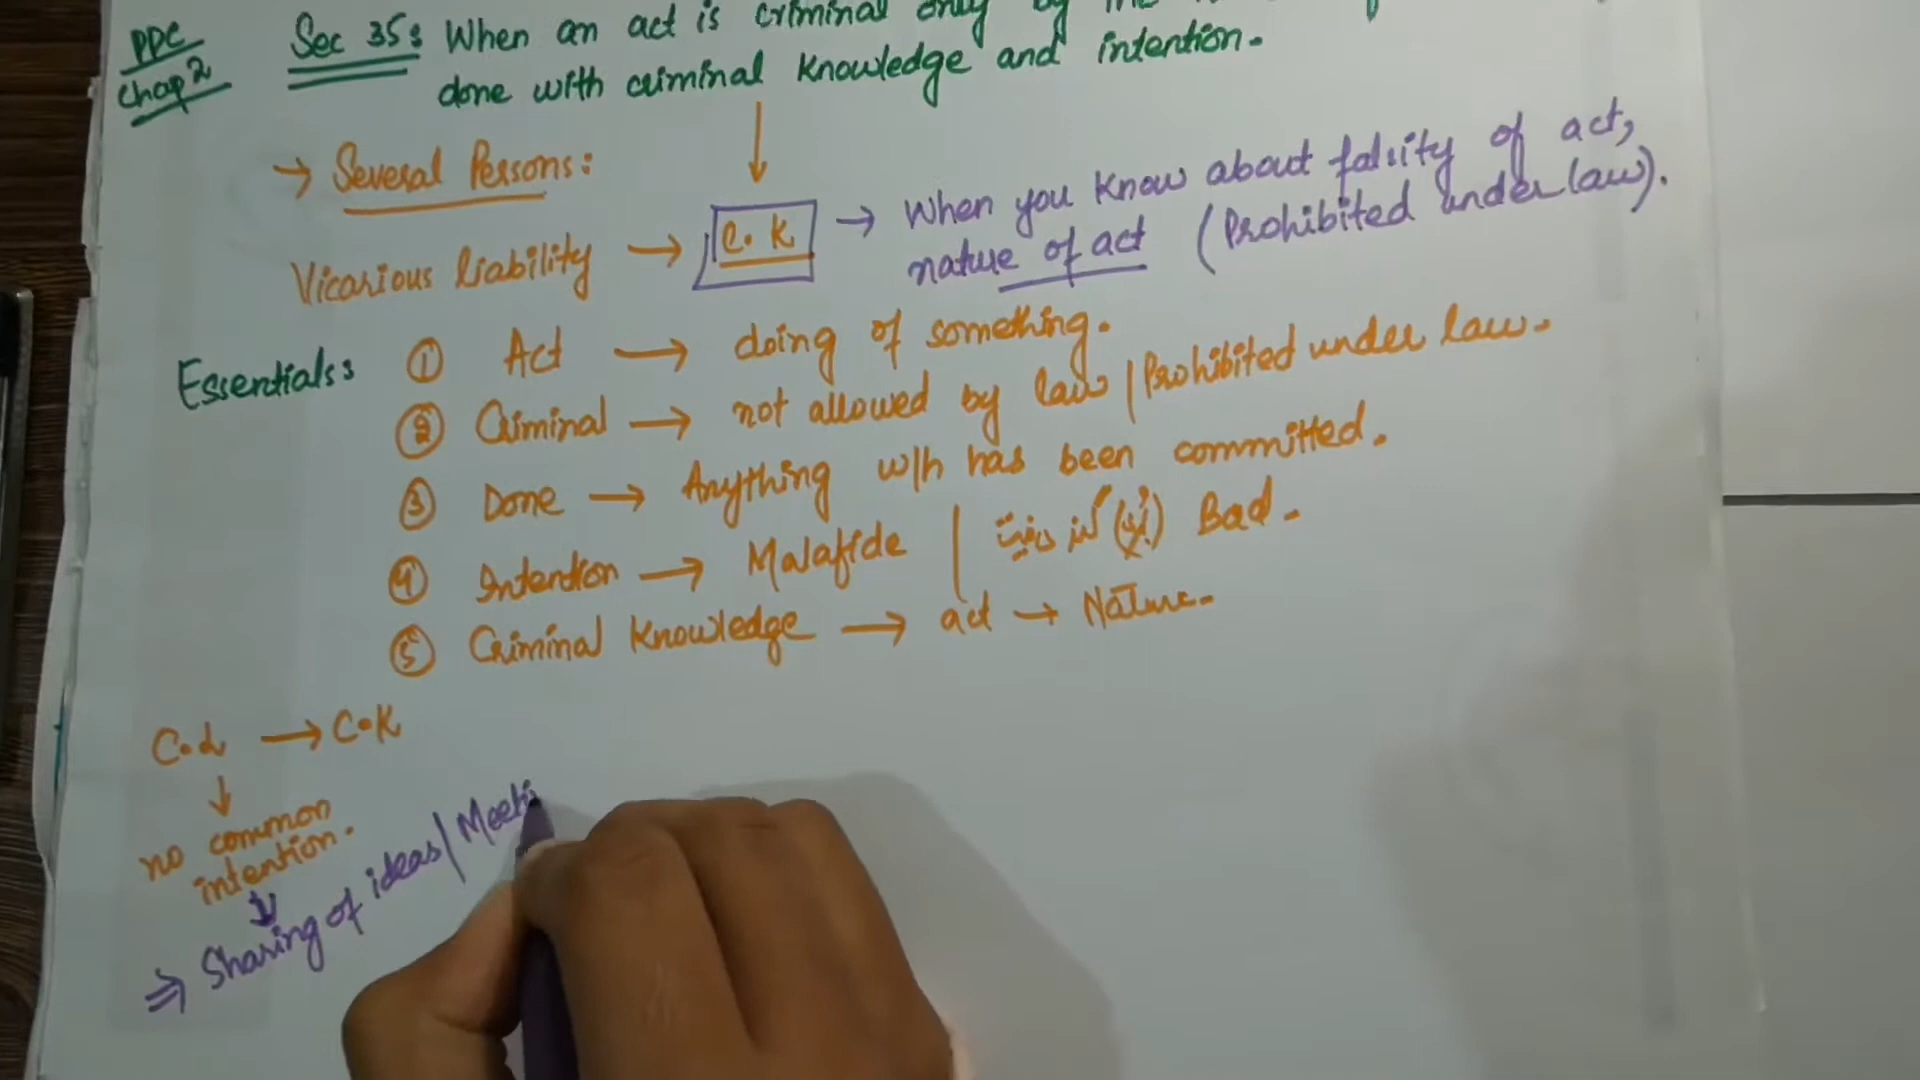 PPC
Chap 2
Sec 35: When an act is criminal only by the
done with criminal knowledge and intention.
→ Several Persons:
Vicarious liability → C.K → When you know about falsity of act,
nature of act (Prohibited under law).
Essentials:
① Act → doing of something.
② Criminal → not allowed by law | Prohibited under law.
③ Done → Anything w/h has been committed.
④ Intention → Malafide | Bad.
⑤ Criminal Knowledge → act → Nature.
→ C.K
↓
no common
intention.
↓
⇒ Sharing of ideas/Meeti